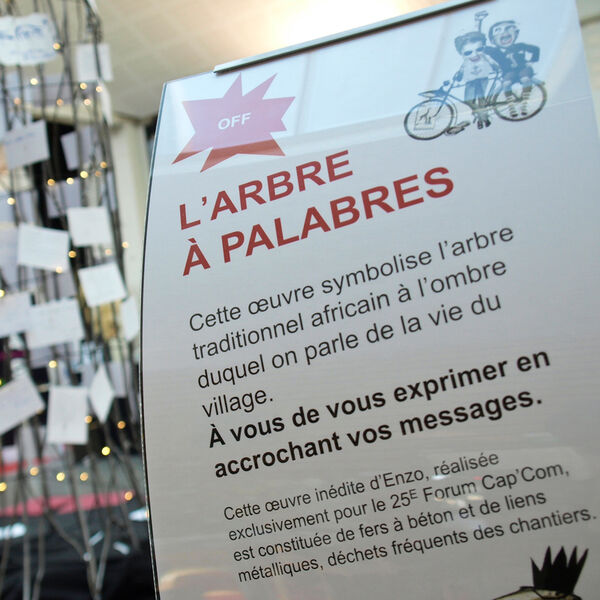 OFF
L'ARBRE
À PALABRES
Cette œuvre symbolise l'arbre
traditionnel africain à l'ombre
duquel on parle de la vie du
village.
À vous de vous exprimer en
accrochant vos messages.
Cette œuvre inédite d'Enzo, réalisée
exclusivement pour le 25E Forum Cap'Com,
est constituée de fers à béton et de liens
métalliques, déchets fréquents des chantiers.